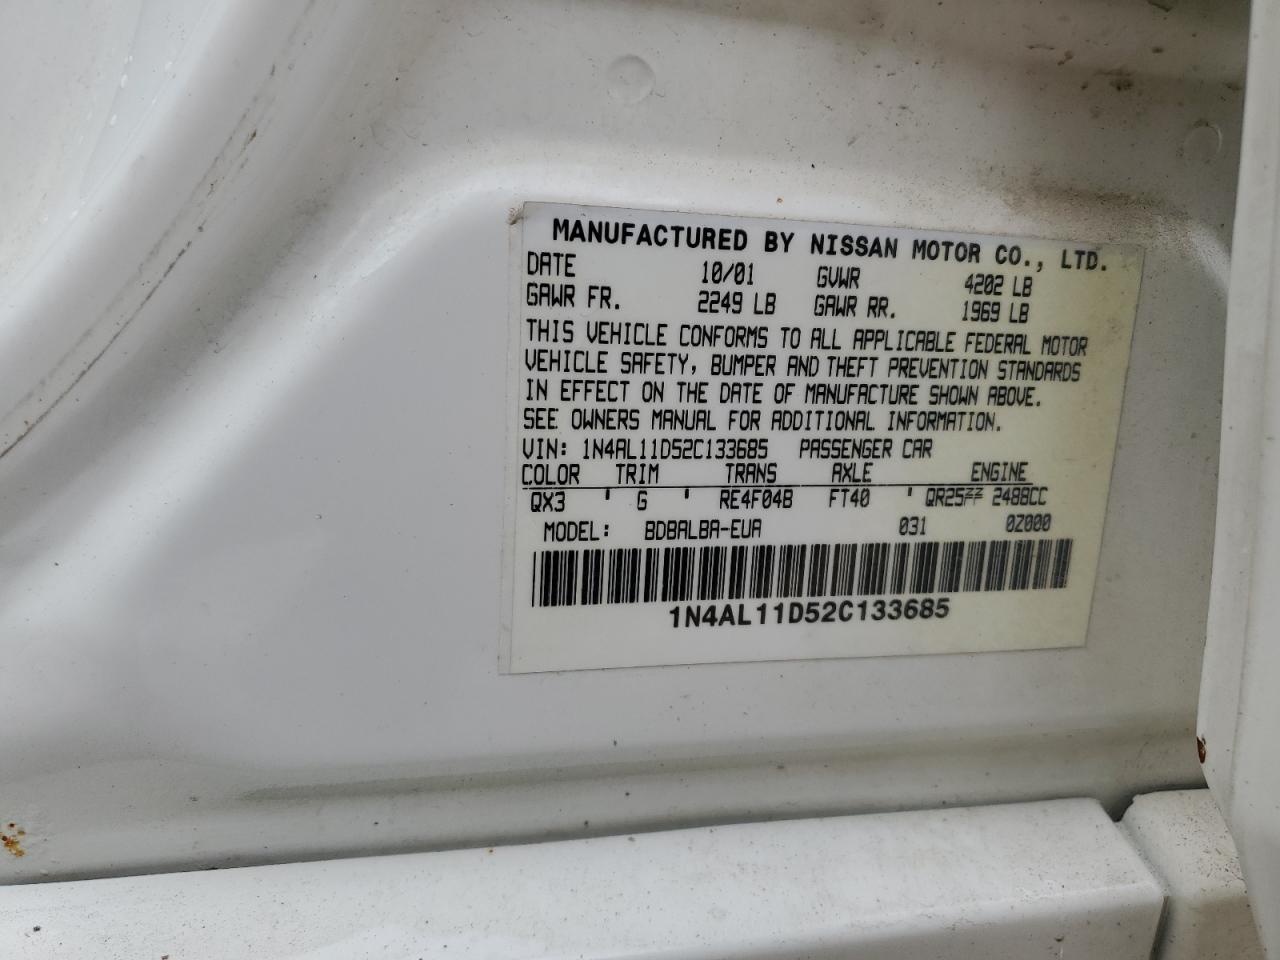 MANUFACTURED BY NISSAN MOTOR CO., LTD.
DATE 10/01 GVWR 4202 LB
GAWR FR. 2249 LB GAWR RR. 1969 LB
THIS VEHICLE CONFORMS TO ALL APPLICABLE FEDERAL MOTOR
VEHICLE SAFETY, BUMPER AND THEFT PREVENTION STANDARDS
IN EFFECT ON THE DATE OF MANUFACTURE SHOWN ABOVE.
SEE OWNERS MANUAL FOR ADDITIONAL INFORMATION.
VIN: 1N4AL11D52C133685 PASSENGER CAR
COLOR TRIM TRANS AXLE ENGINE
QX3 ' G ' RE4F04B FT40 ' QR25 2488CC
MODEL: BDBALBA-EUA 031 0Z000
1N4AL11D52C133685